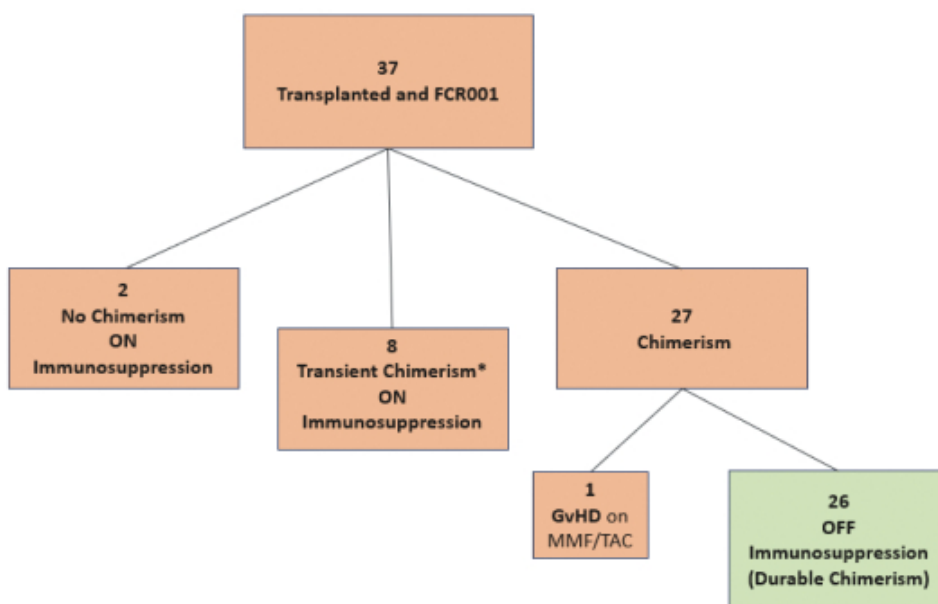 37
Transplanted and FCR001
2
No Chimerism
ON
Immunosuppression
8
Transient Chimerism*
ON
Immunosuppression
27
Chimerism
1
GvHD on
MMF/TAC
26
OFF
Immunosuppression
(Durable Chimerism)